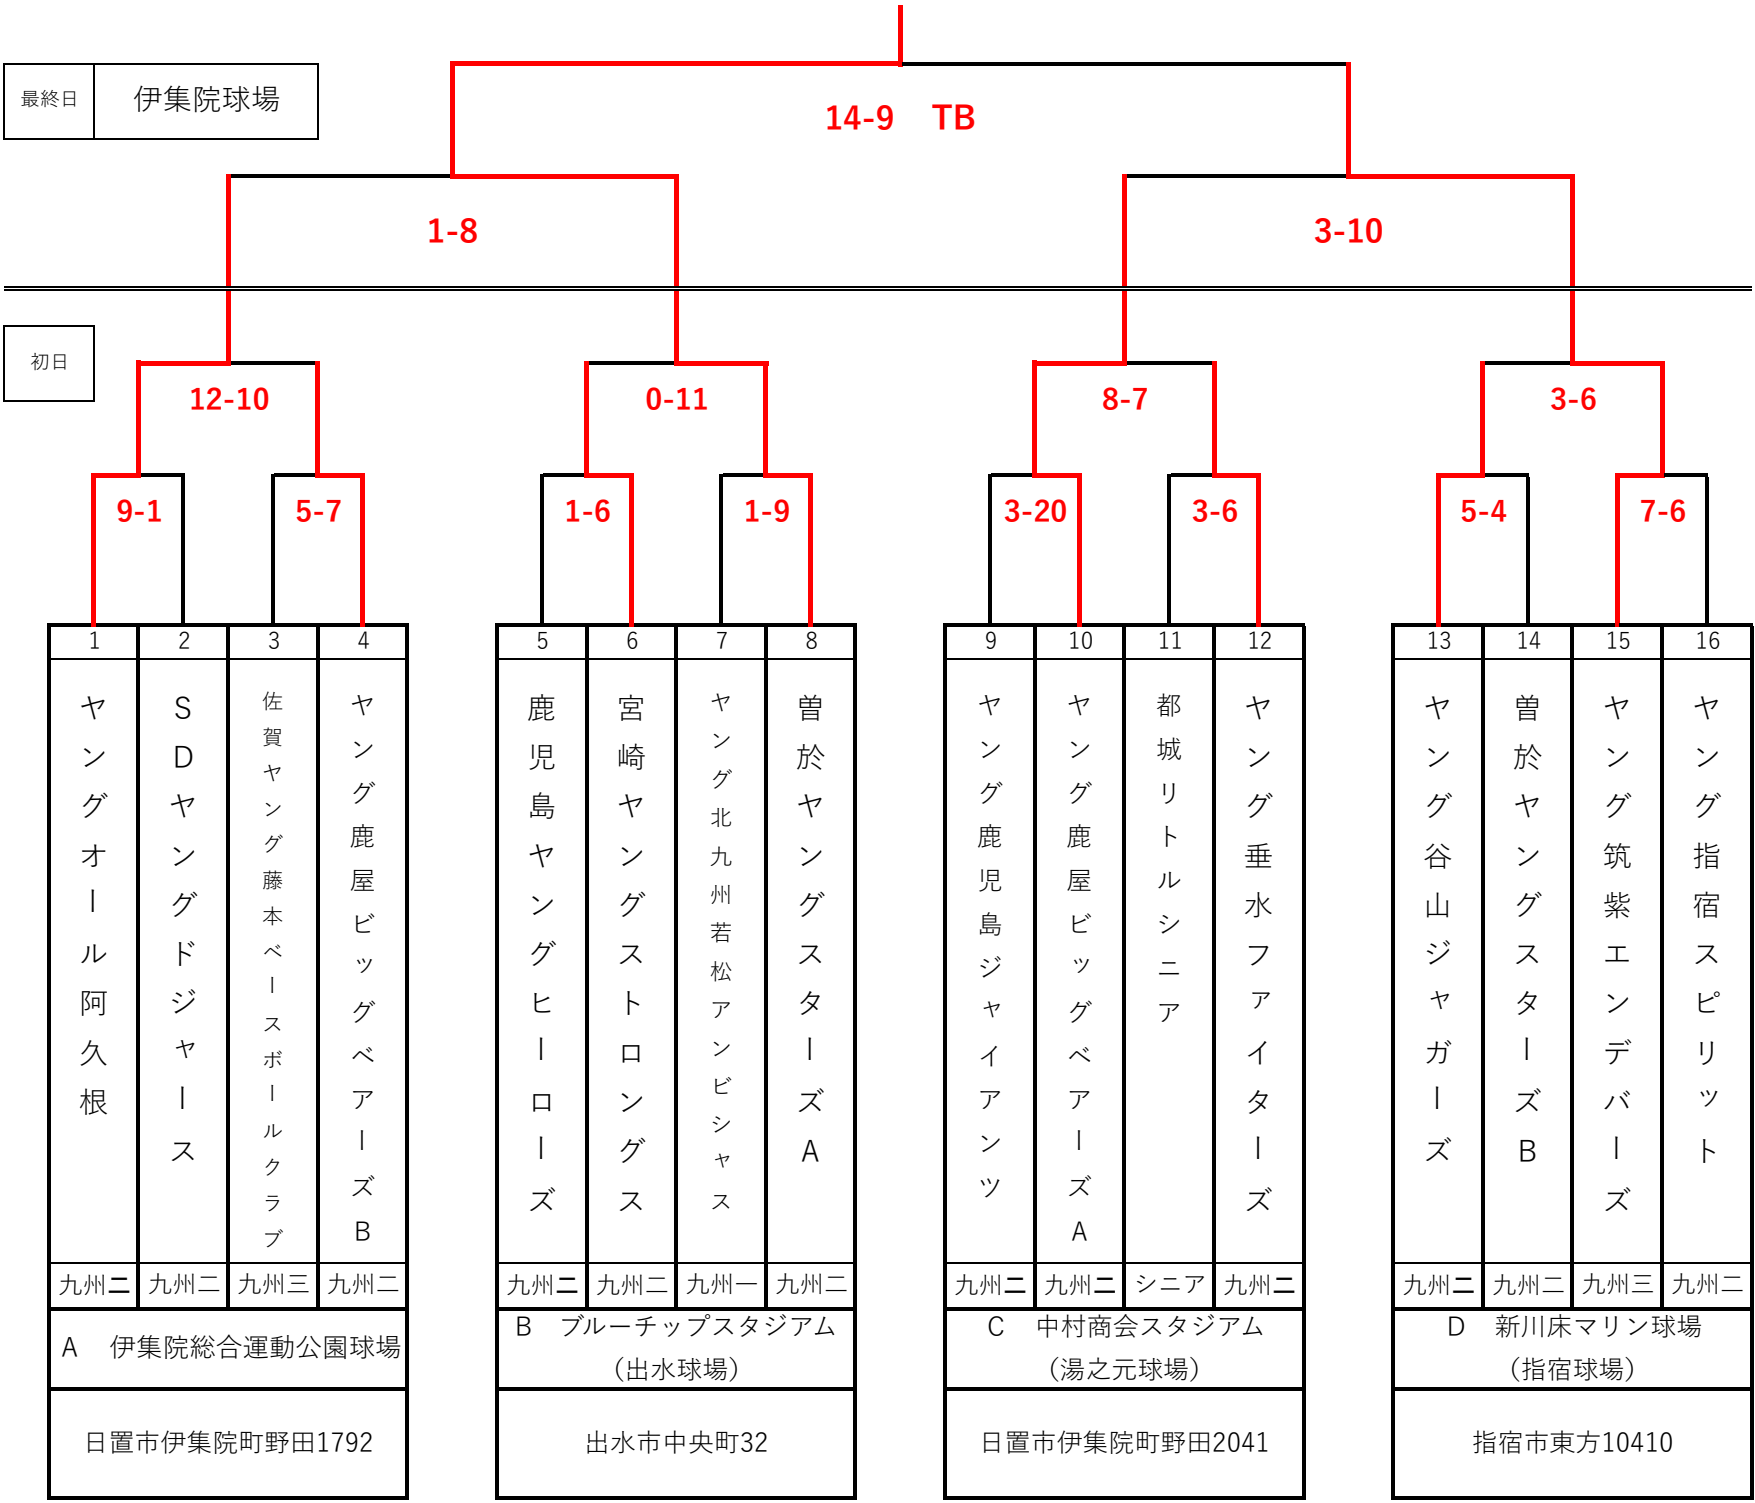 最終日 伊集院球場
14-9 TB
1-8 3-10
初日
12-10 0-11 8-7 3-6
9-1 5-7 1-6 1-9 3-20 3-6 5-4 7-6
1 2 3 4 5 6 7 8 9 10 11 12 13 14 15 16
ヤングオール阿久根
SDヤングドジャース
佐賀ヤング藤本ベースボールクラブ
ヤング鹿屋ビッグベアーズB
鹿児島ヤングヒーローズ
宮崎ヤングストロングス
ヤング北九州若松アンビシャス
曽於ヤングスターズA
ヤング鹿児島ジャイアンツ
ヤング鹿屋ビッグベアーズA
都城リトルシニア
ヤング垂水ファイターズ
ヤング谷山ジャガーズ
曽於ヤングスターズB
ヤング筑紫エンデバーズ
ヤング指宿スピリット
九州二 九州二 九州三 九州二 九州二 九州二 九州一 九州二 九州二 九州二 シニア 九州二 九州二 九州二 九州三 九州二
A 伊集院総合運動公園球場
B ブルーチップスタジアム
(出水球場)
C 中村商会スタジアム
(湯之元球場)
D 新川床マリン球場
(指宿球場)
日置市伊集院町野田1792 出水市中央町32 日置市伊集院町野田2041 指宿市東方10410